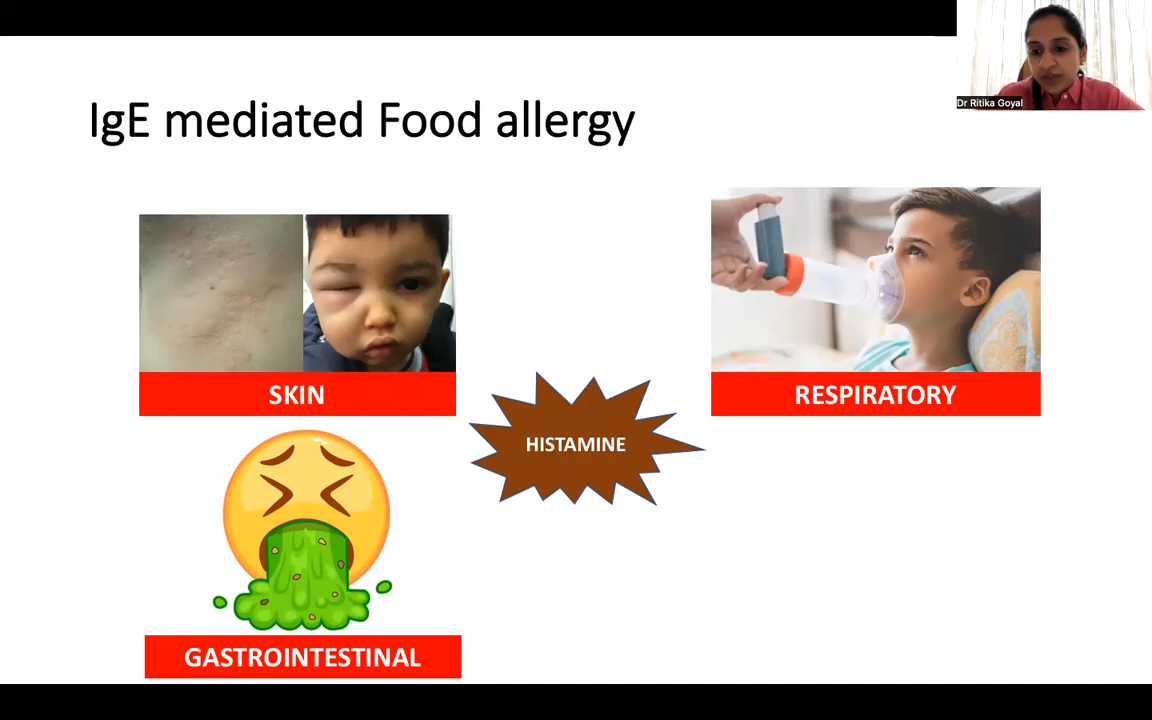 Dr Ritika Goyal
IgE mediated Food allergy
SKIN
RESPIRATORY
HISTAMINE
GASTROINTESTINAL